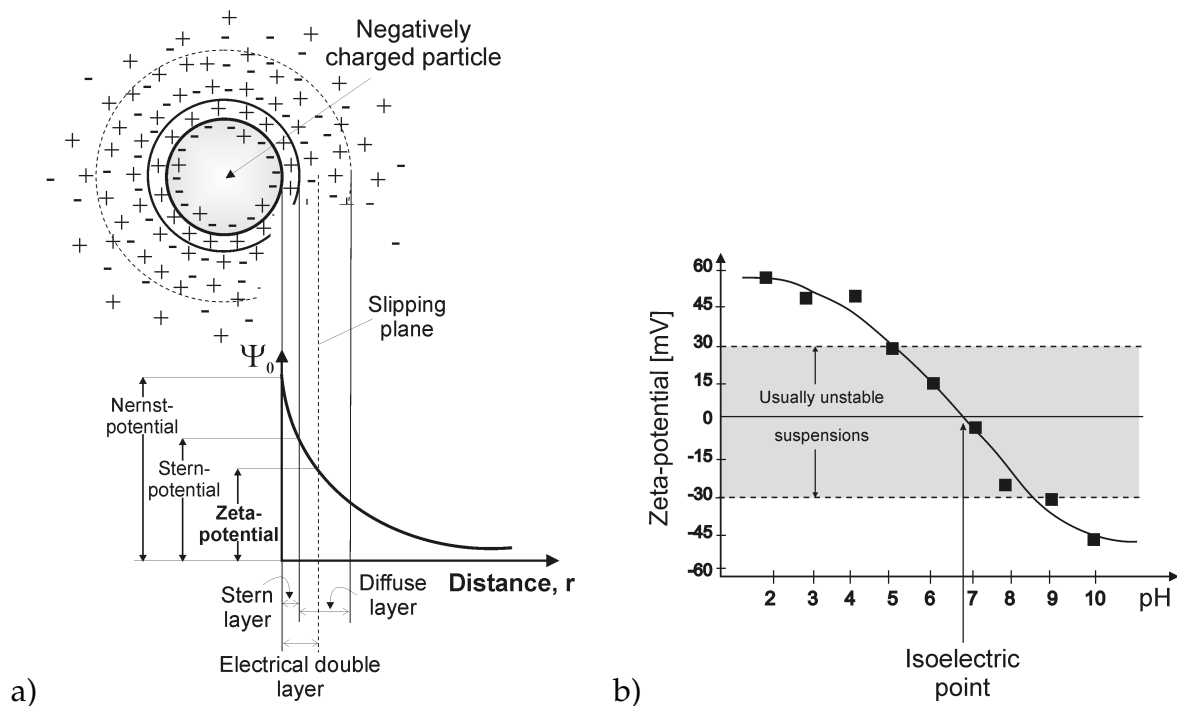 Negatively
charged particle
Slipping
plane
Ψ₀
Nernst-
potential
Stern-
potential
Zeta-
potential
Distance, r
Stern
layer
Diffuse
layer
Electrical double
layer
a)
Zeta-potential [mV]
60
45
30
15
0
-15
-30
-45
-60
Usually unstable
suspensions
2 3 4 5 6 7 8 9 10 pH
Isoelectric
point
b)